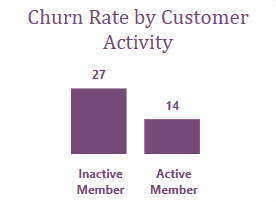 Churn Rate by Customer
Activity
27
14
Inactive
Member
Active
Member